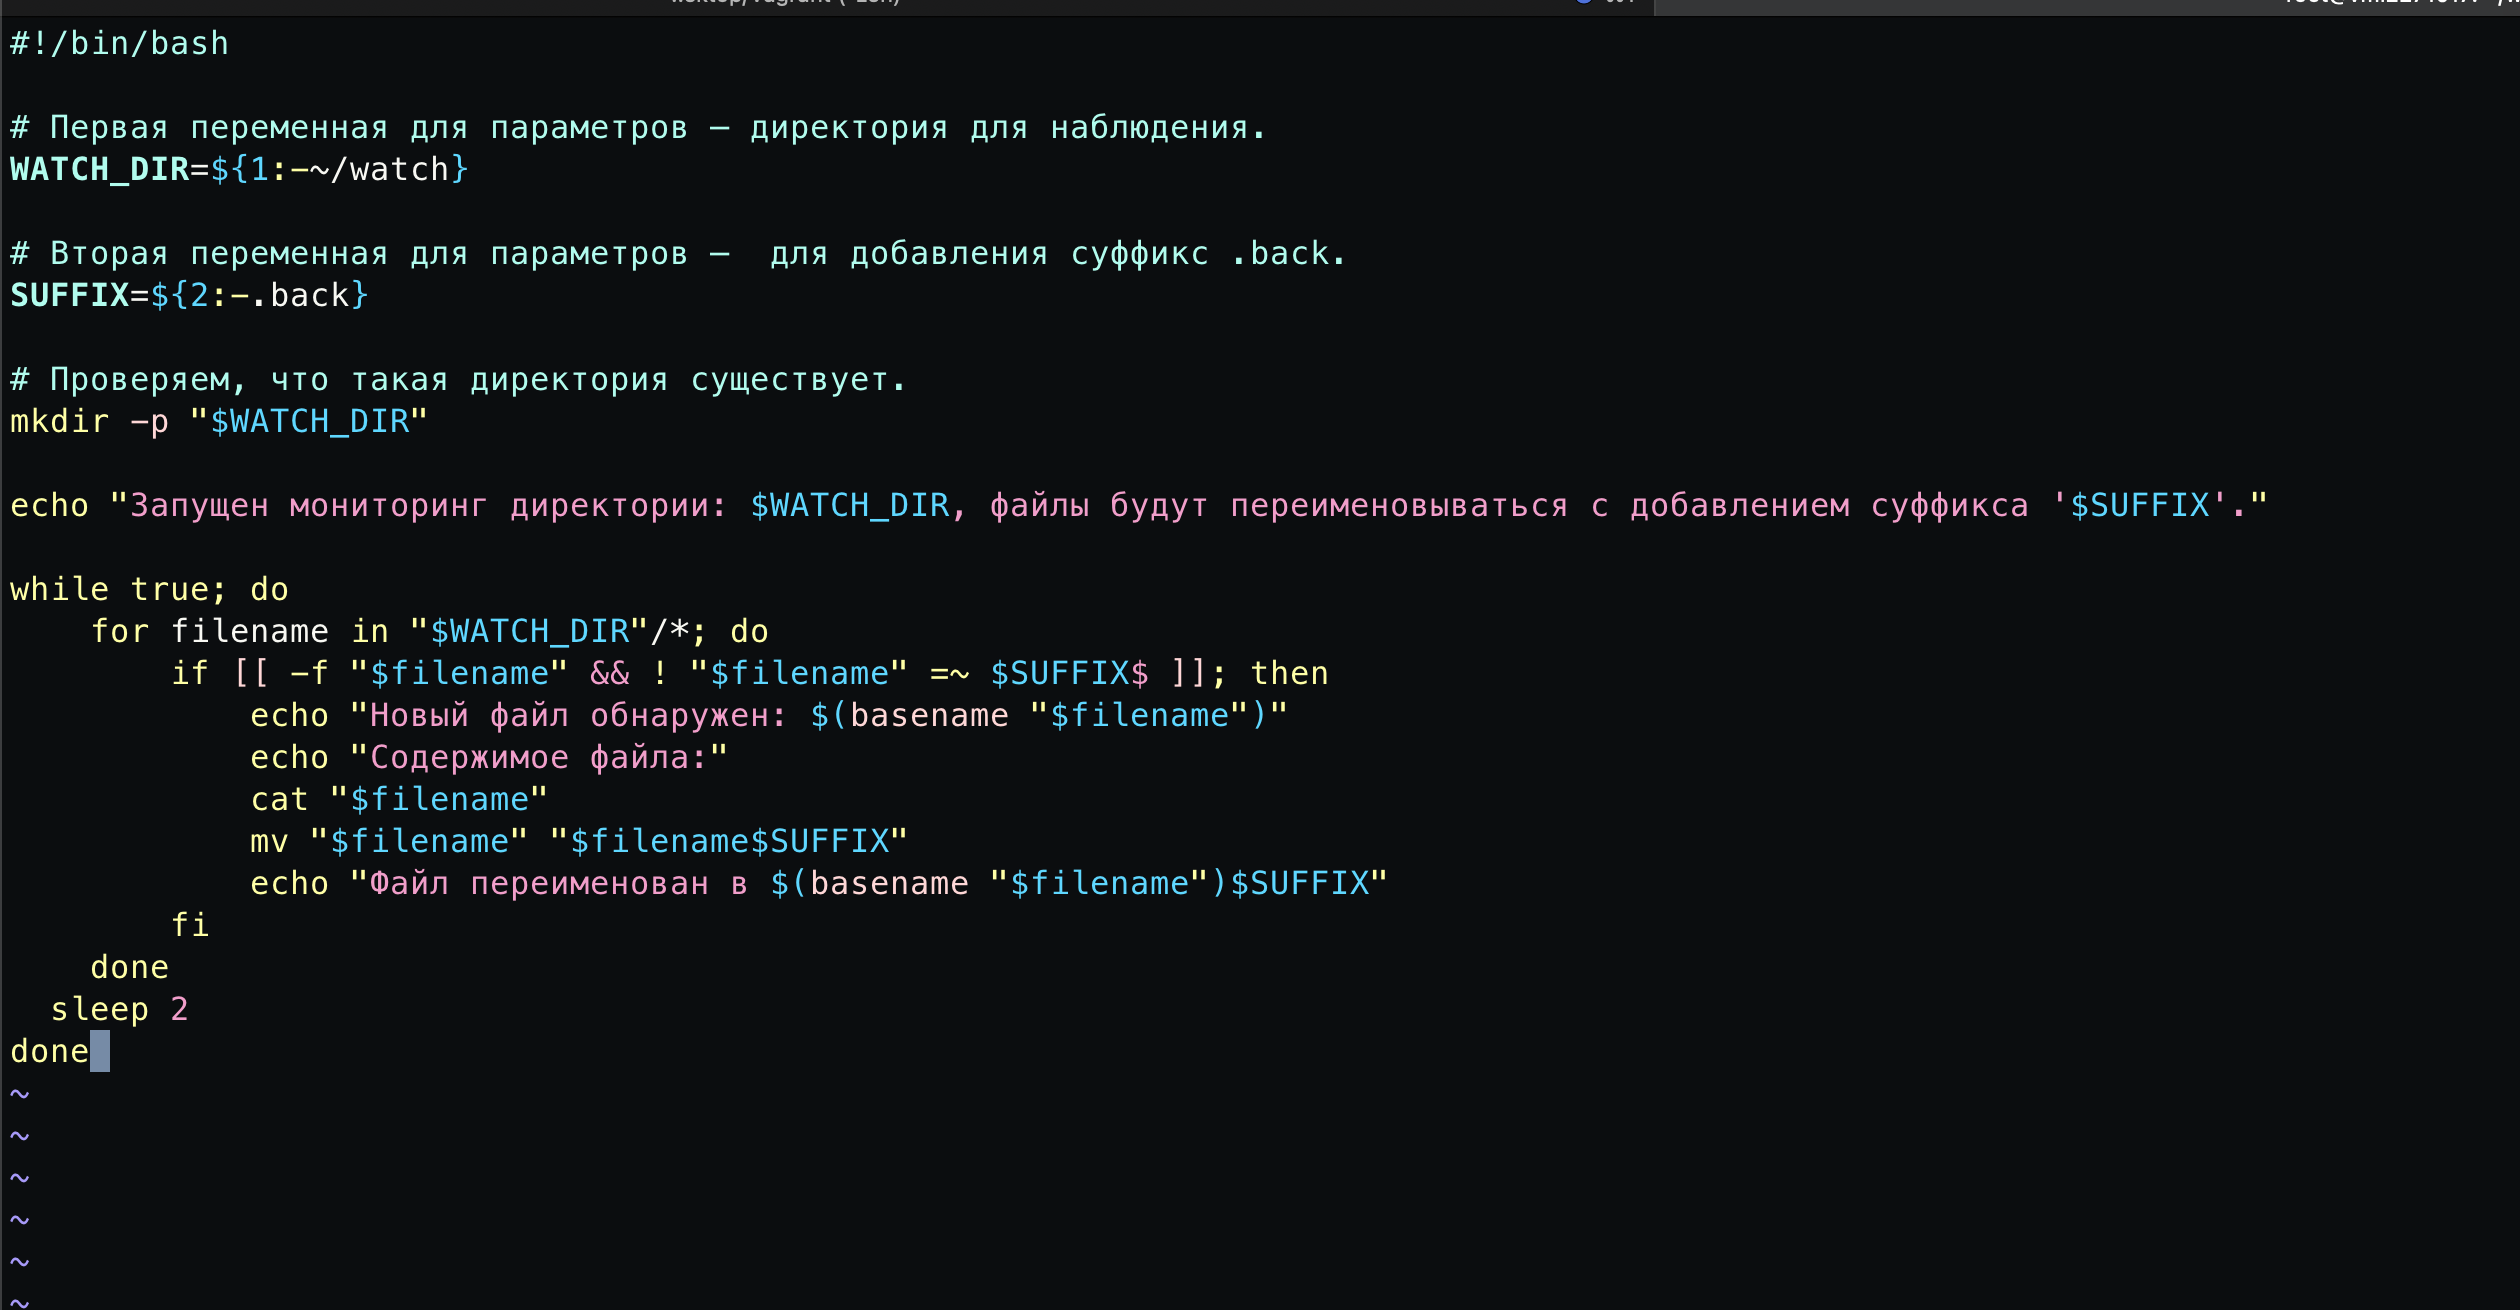 #!/bin/bash
# Первая переменная для параметров — директория для наблюдения.
WATCH_DIR=${1:-~/watch}
# Вторая переменная для параметров —  для добавления суффикс .back.
SUFFIX=${2:-.back}
# Проверяем, что такая директория существует.
mkdir -p "$WATCH_DIR"
echo "Запущен мониторинг директории: $WATCH_DIR, файлы будут переименовываться с добавлением суффикса '$SUFFIX'."
while true; do
    for filename in "$WATCH_DIR"/*; do
        if [[ -f "$filename" && ! "$filename" =~ $SUFFIX$ ]]; then
            echo "Новый файл обнаружен: $(basename "$filename")"
            echo "Содержимое файла:"
            cat "$filename"
            mv "$filename" "$filename$SUFFIX"
            echo "Файл переименован в $(basename "$filename")$SUFFIX"
        fi
    done
  sleep 2
done
~
~
~
~
~
~